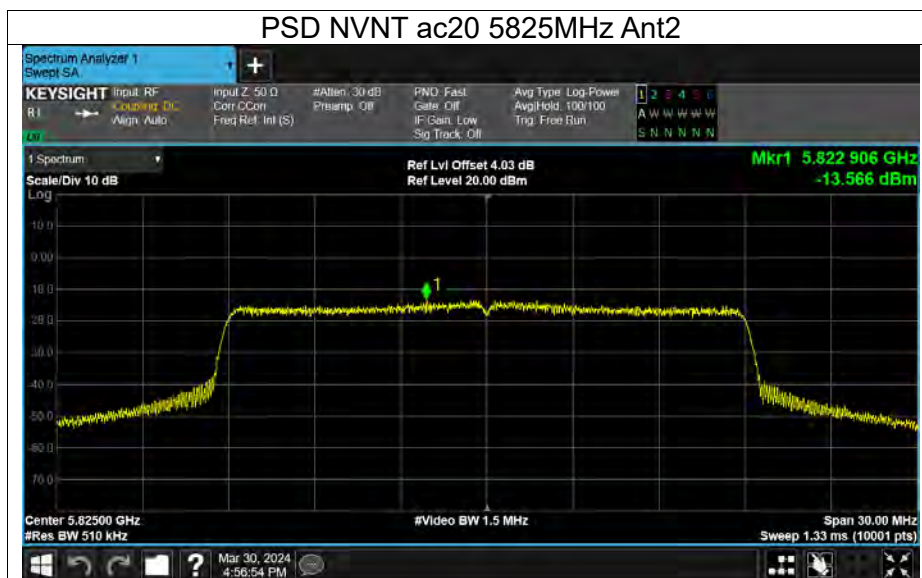 PSD NVNT ac20 5825MHz Ant2
Spectrum Analyzer 1
Swept SA
+
KEYSIGHT Input: RF Input Z: 50 Ω #Atten: 30 dB PNO: Fast Avg Type: Log-Power 1 2 3 4 5 6
Coupling: DC Corr CCorr Preamp: Off Gate: Off Avg|Hold: 100/100 A W W W W W
Align: Auto Freq Ref: Int (S) IF Gain: Low Trig: Free Run
Sig Track: Off S N N N N N
1 Spectrum
Ref Lvl Offset 4.03 dB Mkr1 5.822 906 GHz
Scale/Div 10 dB Ref Level 20.00 dBm -13.566 dBm
Log
10.0
0.00
-10.0
-20.0
-30.0
-40.0
-50.0
-60.0
-70.0
1
Center 5.82500 GHz #Video BW 1.5 MHz Span 30.00 MHz
#Res BW 510 kHz Sweep 1.33 ms (10001 pts)
? Mar 30, 2024
4:56:54 PM